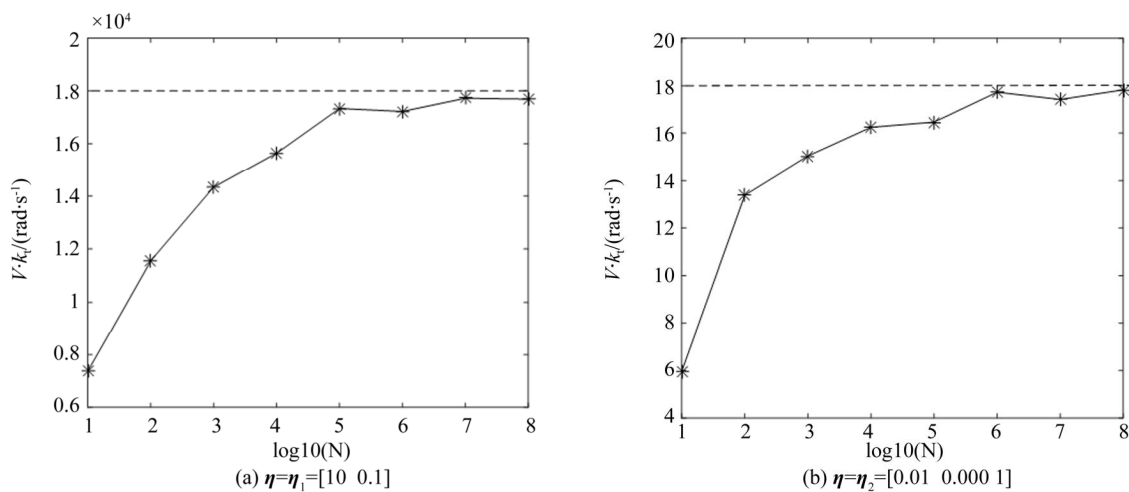 ×10⁴
2
1.8
1.6
1.4
1.2
1
0.8
0.6
V·kₜ/(rad·s⁻¹)
1 2 3 4 5 6 7 8
log10(N)
(a) η=η₁=[10 0.1]
20
18
16
14
12
10
8
6
4
V·kₜ/(rad·s⁻¹)
1 2 3 4 5 6 7 8
log10(N)
(b) η=η₂=[0.01 0.000 1]